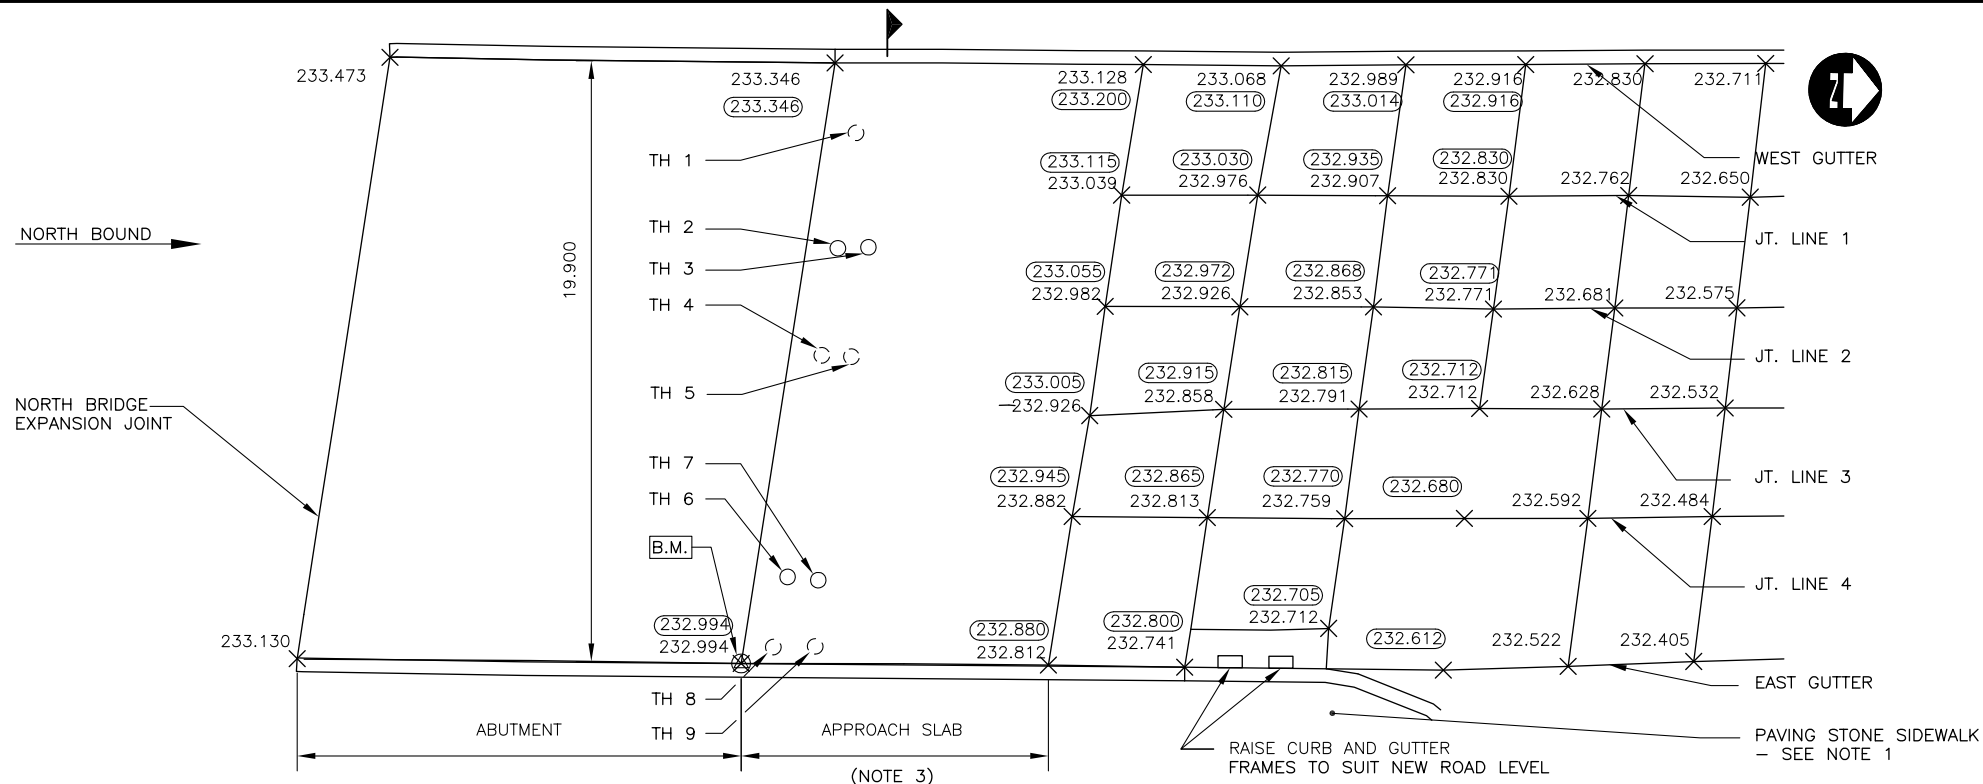 233.473
233.346
233.128
233.068
232.989
232.916
232.830
232.711
233.346
233.200
233.110
233.014
232.916
Z
TH 1
233.115
233.030
232.935
232.830
WEST GUTTER
233.039
232.976
232.907
232.830
232.762
232.650
NORTH BOUND
TH 2
JT. LINE 1
19.900
TH 3
233.055
232.972
232.868
232.771
TH 4
232.982
232.926
232.853
232.771
232.681
232.575
JT. LINE 2
TH 5
233.005
232.915
232.815
232.712
NORTH BRIDGE
EXPANSION JOINT
232.926
232.858
232.791
232.712
232.628
232.532
TH 7
JT. LINE 3
TH 6
232.945
232.865
232.770
232.680
232.882
232.813
232.759
232.592
232.484
B.M.
JT. LINE 4
232.705
232.712
232.994
232.880
232.800
233.130
232.994
232.812
232.741
232.612
232.522
232.405
TH 8
EAST GUTTER
ABUTMENT
TH 9
APPROACH SLAB
(NOTE 3)
RAISE CURB AND GUTTER
FRAMES TO SUIT NEW ROAD LEVEL
PAVING STONE SIDEWALK
– SEE NOTE 1